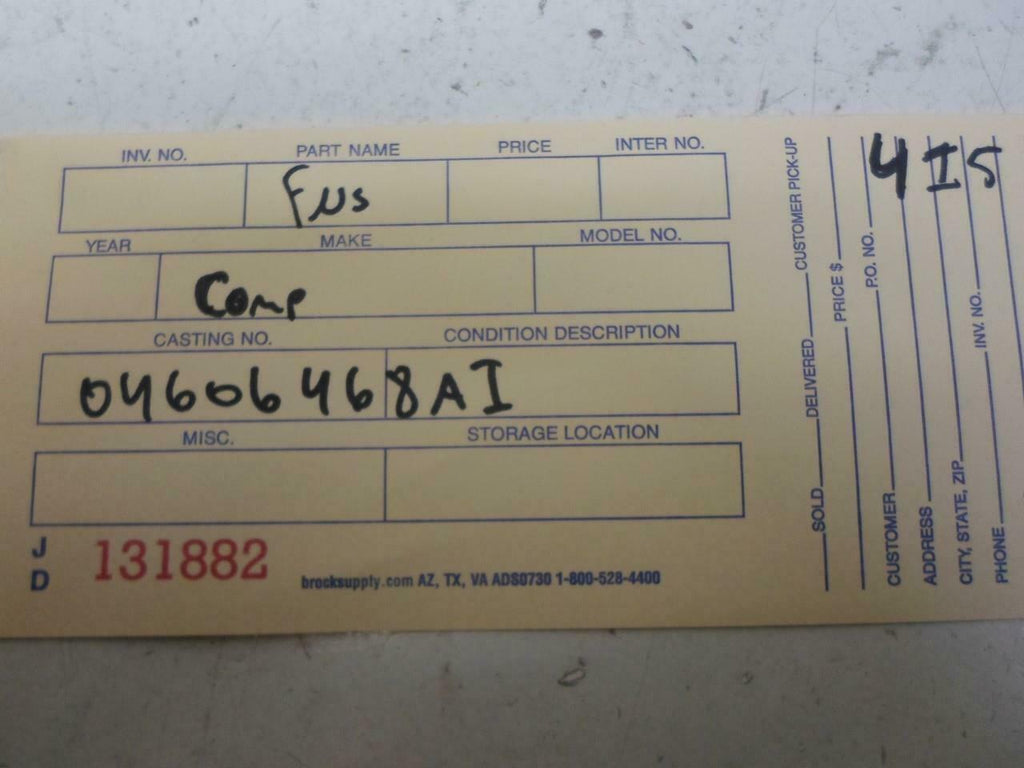 INV. NO. PART NAME PRICE INTER NO.
Fus
YEAR MAKE MODEL NO.
Comp
CASTING NO. CONDITION DESCRIPTION
04606468AI
MISC. STORAGE LOCATION
J
D
131882
brocksupply.com AZ, TX, VA ADS0730 1-800-528-4400
SOLD DELIVERED CUSTOMER PICK-UP
PRICE $
P.O. NO.
CUSTOMER
ADDRESS
CITY, STATE, ZIP
INV. NO.
PHONE
4I5